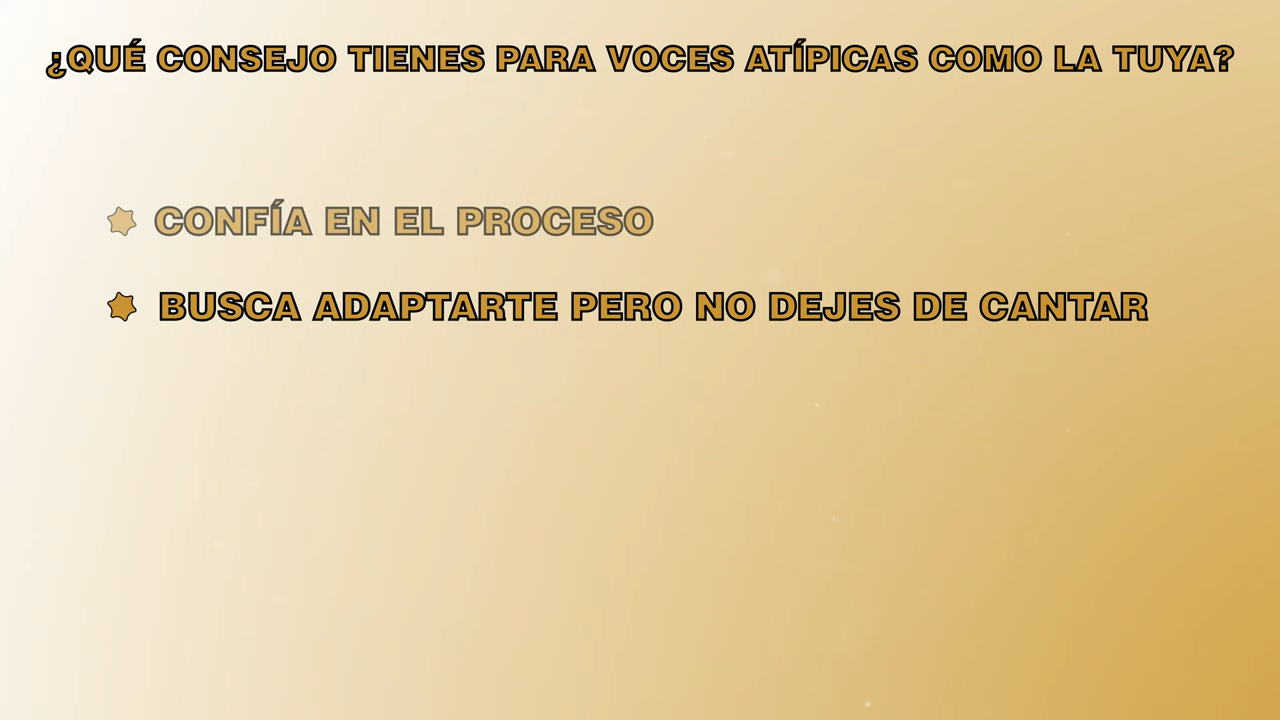 ¿QUÉ CONSEJO TIENES PARA VOCES ATÍPICAS COMO LA TUYA?
CONFÍA EN EL PROCESO
BUSCA ADAPTARTE PERO NO DEJES DE CANTAR